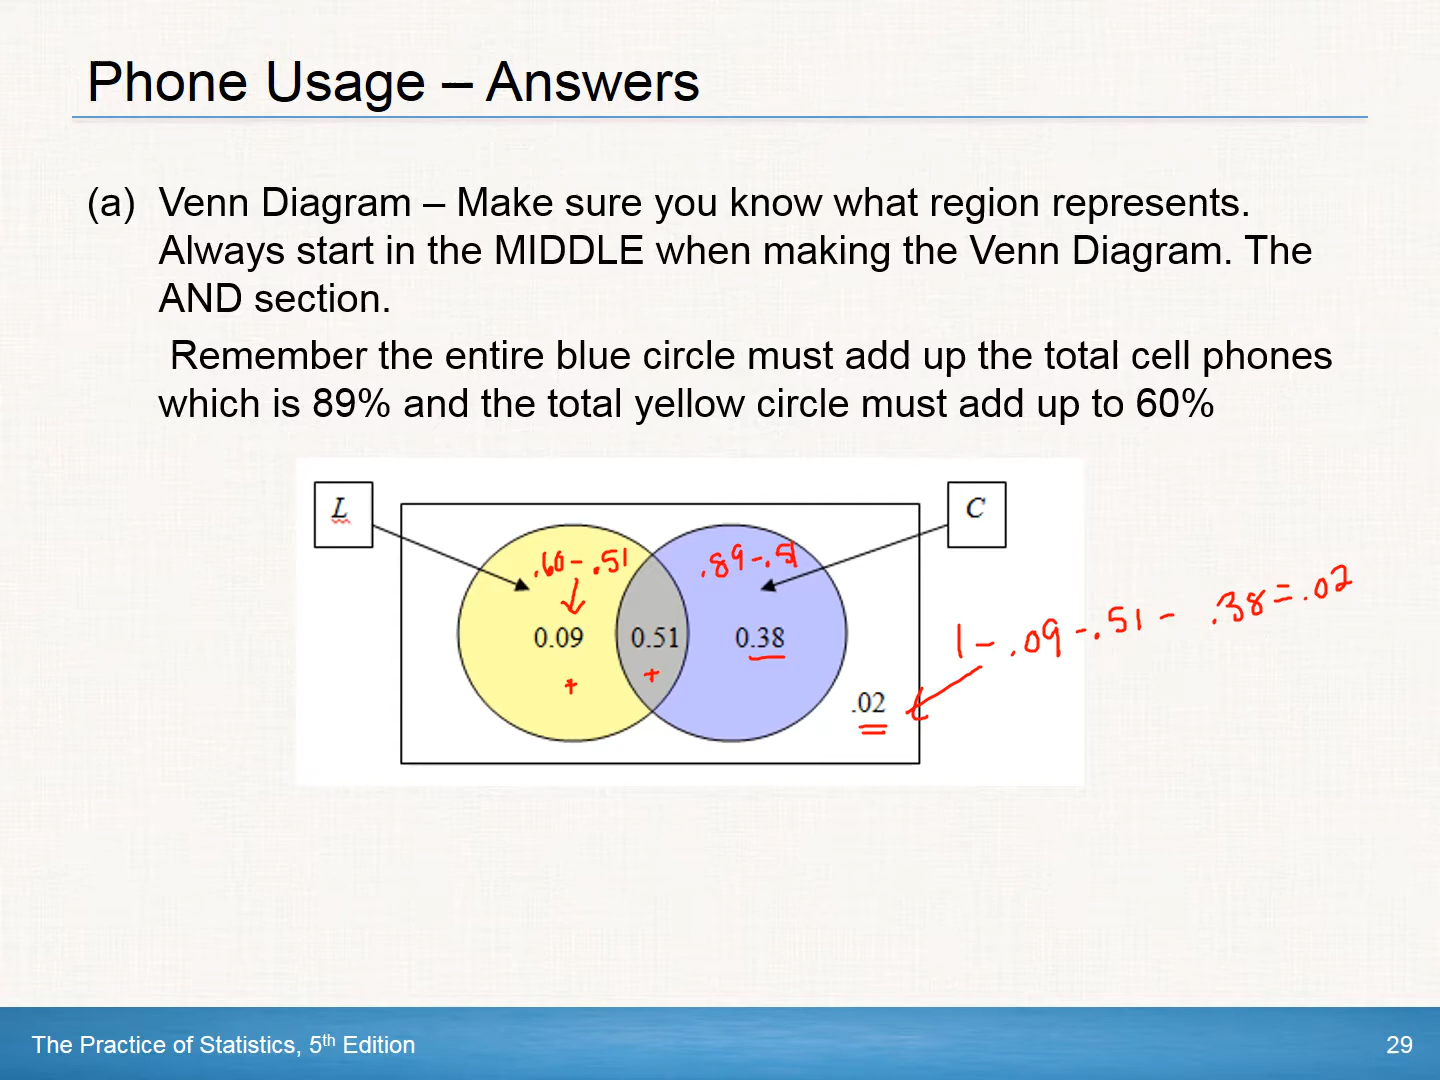 Phone Usage – Answers
(a) Venn Diagram – Make sure you know what region represents.
Always start in the MIDDLE when making the Venn Diagram. The
AND section.
Remember the entire blue circle must add up the total cell phones
which is 89% and the total yellow circle must add up to 60%
L
C
.60 - .51
.89 - .51
0.09
0.51
0.38
+
+
1 - .09 - .51 - .38 = .02
.02
The Practice of Statistics, 5th Edition
29